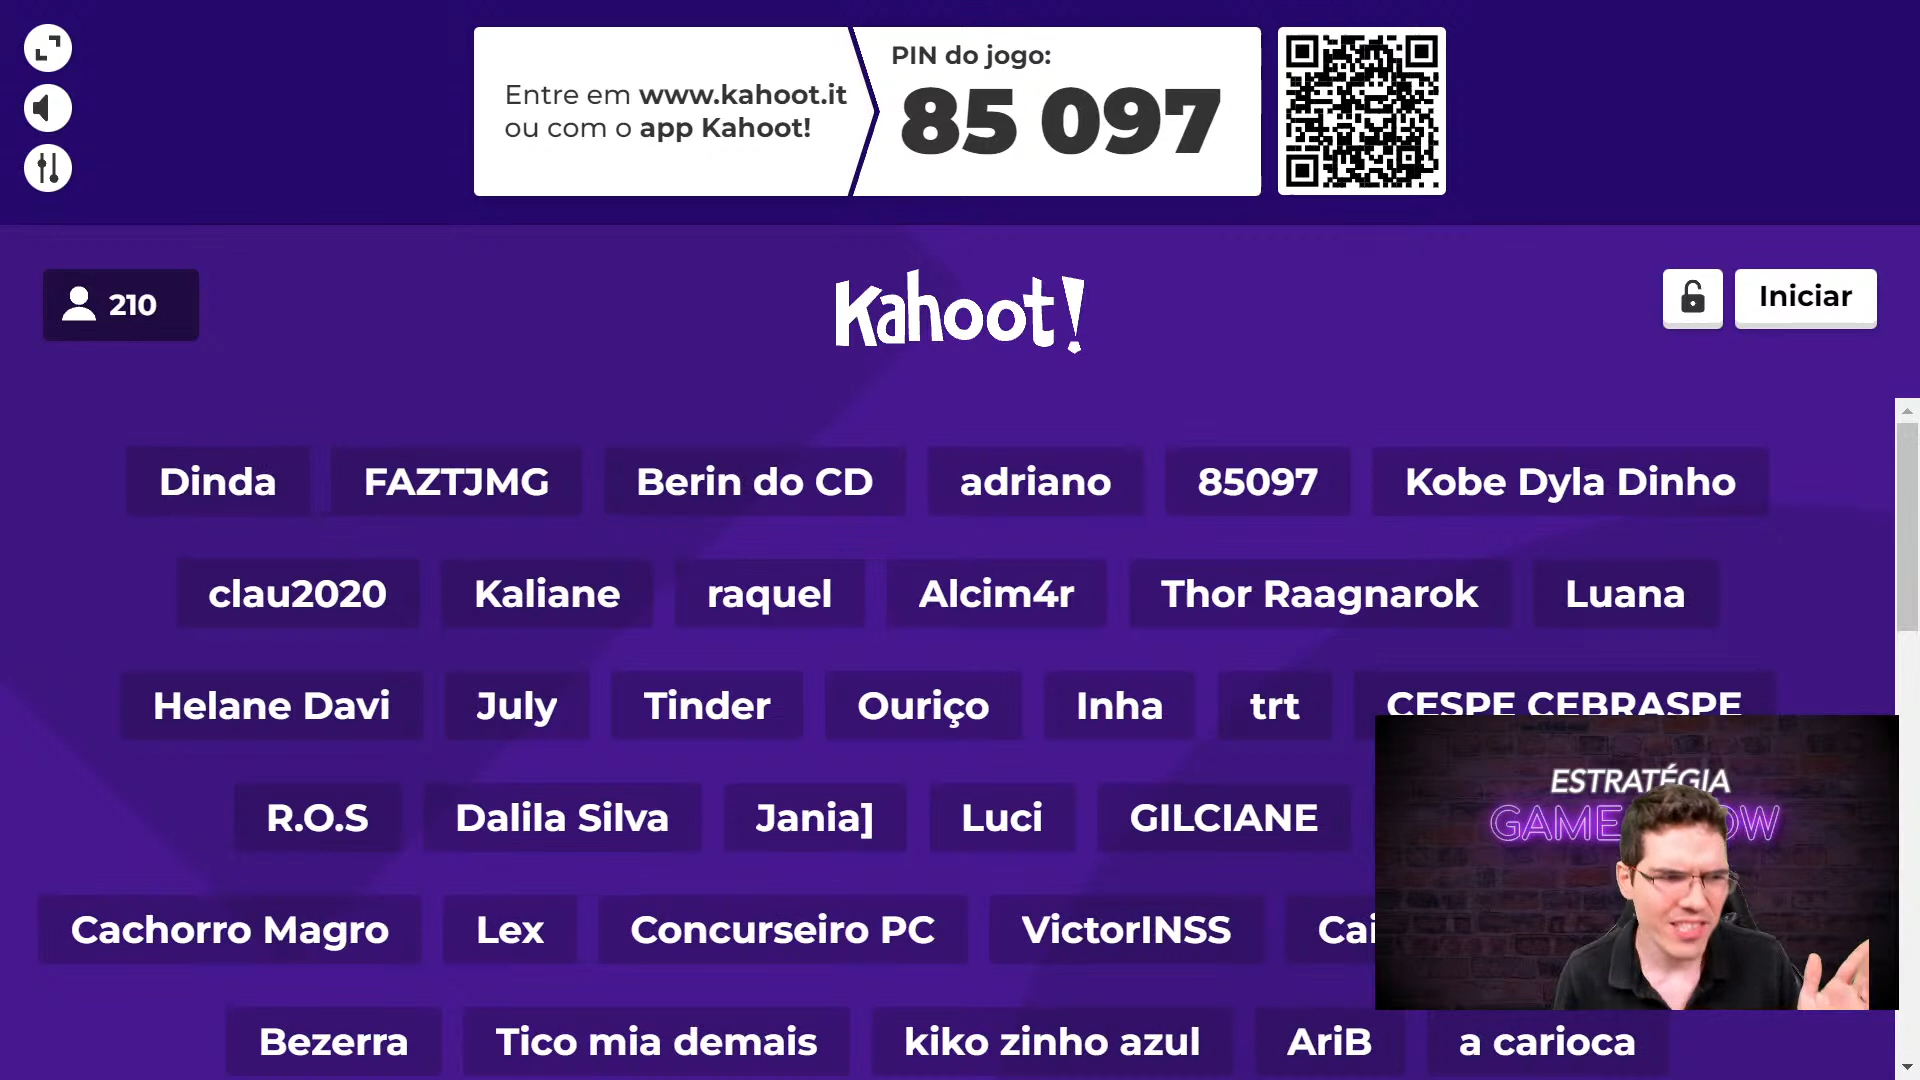 Entre em www.kahoot.it
ou com o app Kahoot!
PIN do jogo:
85 097
210
Kahoot!
Iniciar
Dinda FAZTJMG Berin do CD adriano 85097 Kobe Dyla Dinho
clau2020 Kaliane raquel Alcim4r Thor Raagnarok Luana
Helane Davi July Tinder Ouriço Inha trt CESPE CEBRASPE
R.O.S Dalila Silva Jania] Luci GILCIANE
Cachorro Magro Lex Concurseiro PC VictorINSS
Bezerra Tico mia demais kiko zinho azul AriB a carioca
ESTRATÉGIA
GAME